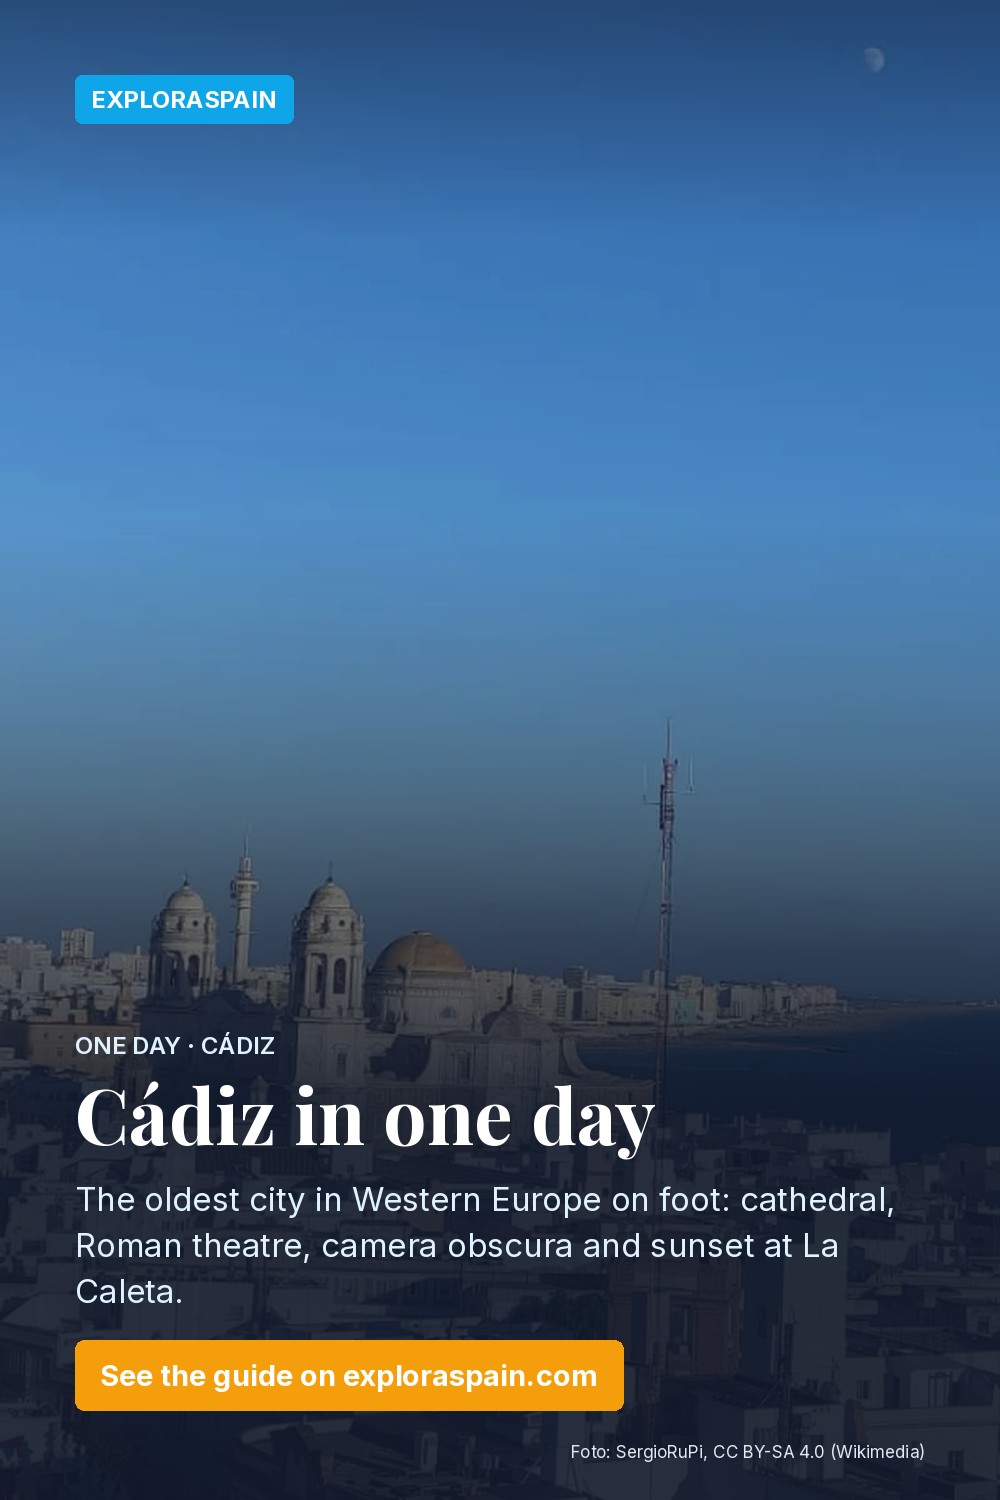 EXPLORASPAIN
ONE DAY · CÁDIZ
Cádiz in one day
The oldest city in Western Europe on foot: cathedral,
Roman theatre, camera obscura and sunset at La
Caleta.
See the guide on exploraspain.com
Foto: SergioRuPi, CC BY-SA 4.0 (Wikimedia)